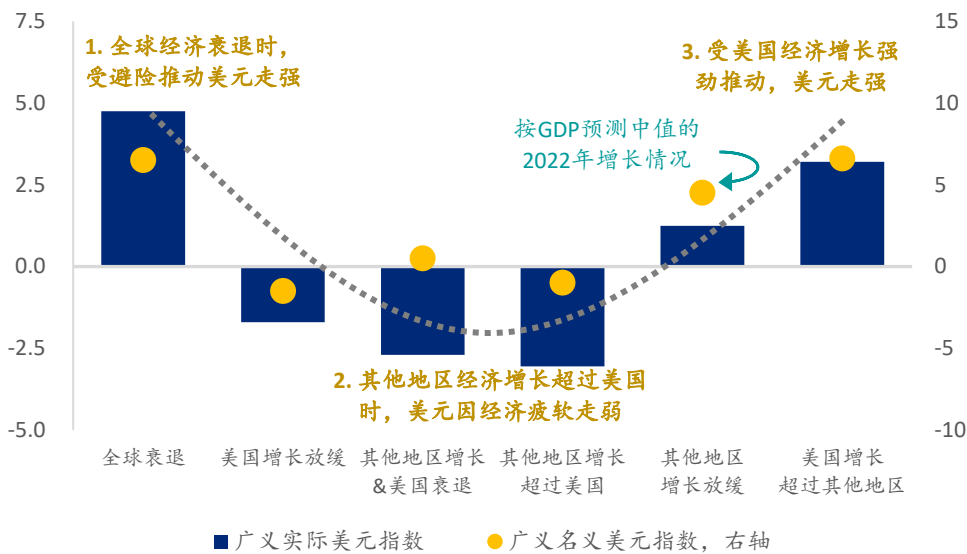 7.5
5.0
2.5
0.0
-2.5
-5.0
15
10
5
0
-5
-10
1. 全球经济衰退时，
受避险推动美元走强
3. 受美国经济增长强
劲推动，美元走强
按GDP预测中值的
2022年增长情况
2. 其他地区经济增长超过美国
时，美元因经济疲软走弱
全球衰退
美国增长放缓
其他地区增长
&美国衰退
其他地区增长
超过美国
其他地区
增长放缓
美国增长
超过其他地区
广义实际美元指数
广义名义美元指数，右轴